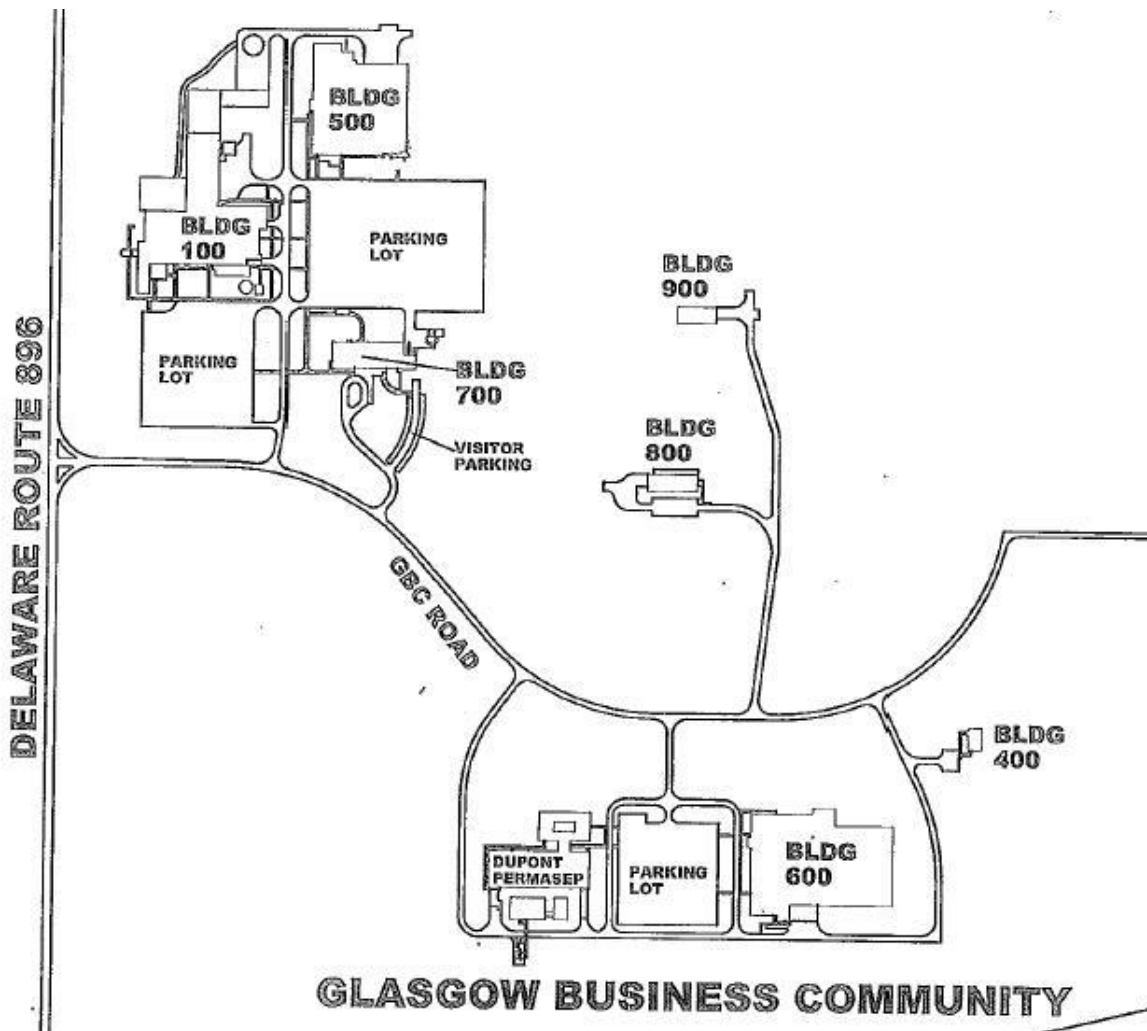 BLDG
500
BLDG
100
PARKING
LOT
BLDG
900
PARKING
LOT
BLDG
700
VISITOR
PARKING
BLDG
800
DELAWARE ROUTE 896
GBC ROAD
BLDG
400
DUPONT
PERMASEP
PARKING
LOT
BLDG
600
GLASGOW BUSINESS COMMUNITY